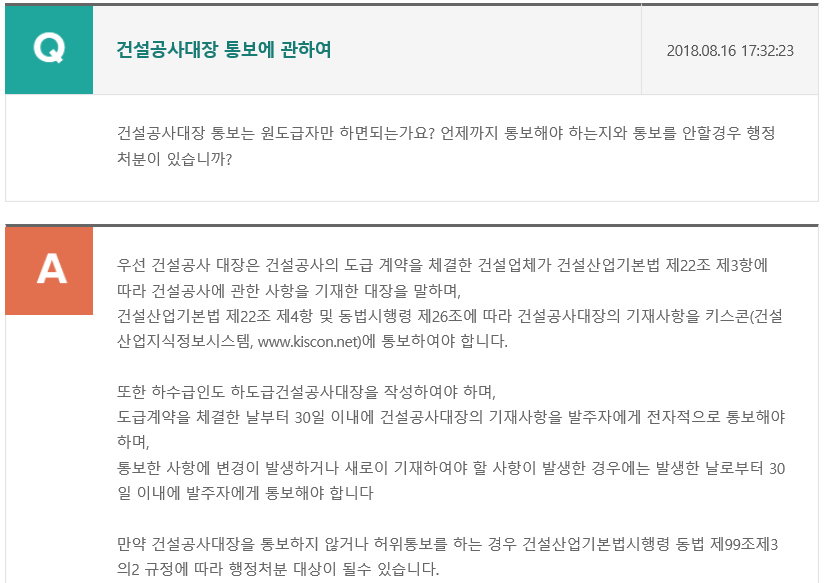 Q
건설공사대장 통보에 관하여
2018.08.16 17:32:23
건설공사대장 통보는 원도급자만 하면되는가요? 언제까지 통보해야 하는지와 통보를 안할경우 행정
처분이 있습니까?
A
우선 건설공사 대장은 건설공사의 도급 계약을 체결한 건설업체가 건설산업기본법 제22조 제3항에
따라 건설공사에 관한 사항을 기재한 대장을 말하며,
건설산업기본법 제22조 제4항 및 동법시행령 제26조에 따라 건설공사대장의 기재사항을 키스콘(건설
산업지식정보시스템, www.kiscon.net)에 통보하여야 합니다.
또한 하수급인도 하도급건설공사대장을 작성하여야 하며,
도급계약을 체결한 날부터 30일 이내에 건설공사대장의 기재사항을 발주자에게 전자적으로 통보해야
하며,
통보한 사항에 변경이 발생하거나 새로이 기재하여야 할 사항이 발생한 경우에는 발생한 날로부터 30
일 이내에 발주자에게 통보해야 합니다
만약 건설공사대장을 통보하지 않거나 허위통보를 하는 경우 건설산업기본법시행령 동법 제99조제3
의2 규정에 따라 행정처분 대상이 될수 있습니다.